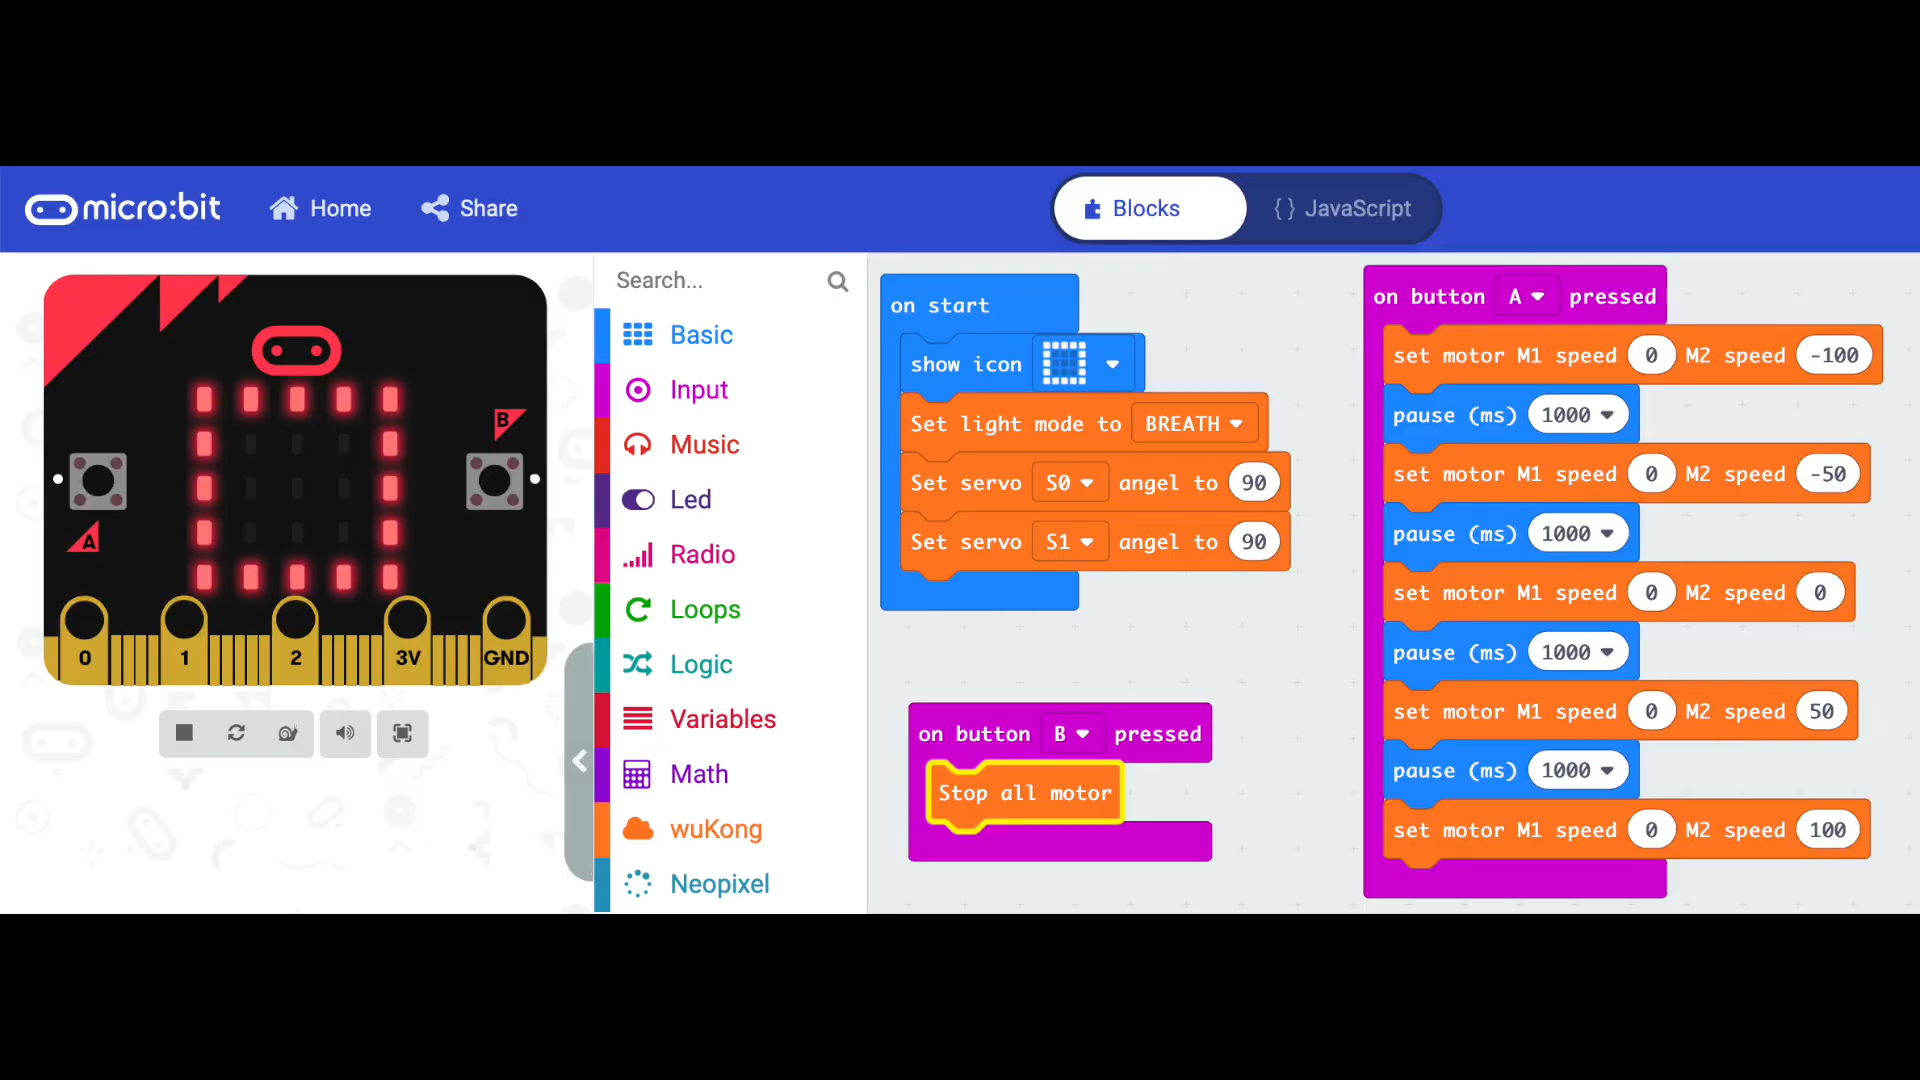 micro:bit
Home
Share
Blocks
{ } JavaScript
B
A
0
1
2
3V
GND
Search...
Basic
Input
Music
Led
Radio
Loops
Logic
Variables
Math
wuKong
Neopixel
on start
show icon
Set light mode to BREATH
Set servo S0 angel to 90
Set servo S1 angel to 90
on button B pressed
Stop all motor
on button A pressed
set motor M1 speed 0 M2 speed -100
pause (ms) 1000
set motor M1 speed 0 M2 speed -50
pause (ms) 1000
set motor M1 speed 0 M2 speed 0
pause (ms) 1000
set motor M1 speed 0 M2 speed 50
pause (ms) 1000
set motor M1 speed 0 M2 speed 100